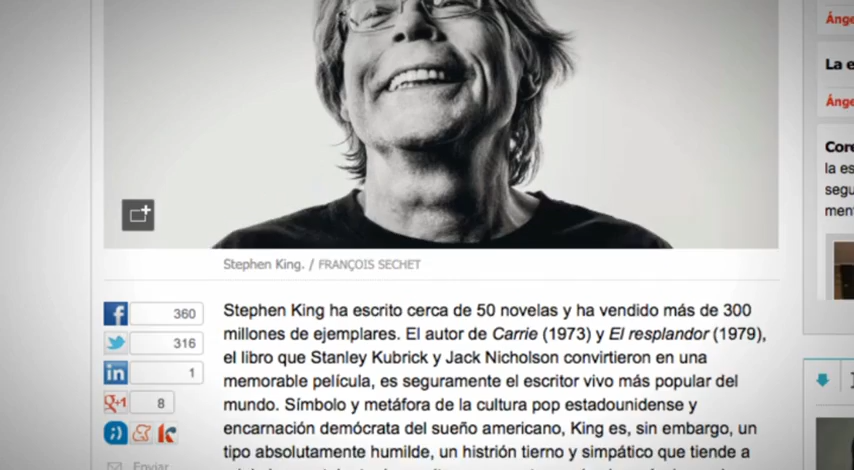 Ánge
La e
Ánge
Core
la es
segu
men
Stephen King. / FRANÇOIS SECHET
360
316
1
8
g+1
in
Enviar
Stephen King ha escrito cerca de 50 novelas y ha vendido más de 300
millones de ejemplares. El autor de Carrie (1973) y El resplandor (1979),
el libro que Stanley Kubrick y Jack Nicholson convirtieron en una
memorable película, es seguramente el escritor vivo más popular del
mundo. Símbolo y metáfora de la cultura pop estadounidense y
encarnación demócrata del sueño americano, King es, sin embargo, un
tipo absolutamente humilde, un histrión tierno y simpático que tiende a